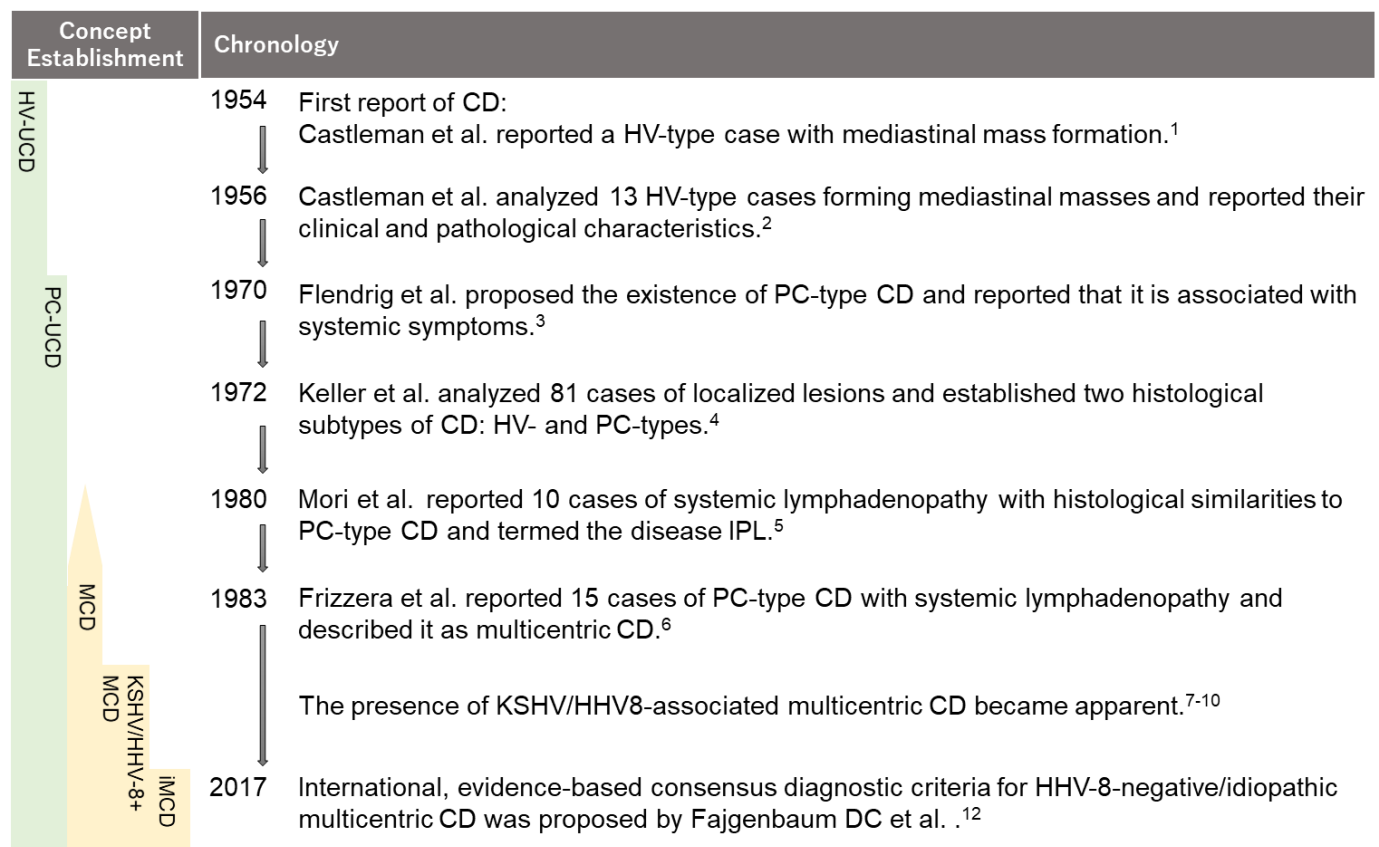 Concept
Establishment
Chronology
HV-UCD
PC-UCD
MCD
KSHV/HHV-8+
MCD
iMCD
1954
First report of CD:
Castleman et al. reported a HV-type case with mediastinal mass formation.1
1956
Castleman et al. analyzed 13 HV-type cases forming mediastinal masses and reported their
clinical and pathological characteristics.2
1970
Flendrig et al. proposed the existence of PC-type CD and reported that it is associated with
systemic symptoms.3
1972
Keller et al. analyzed 81 cases of localized lesions and established two histological
subtypes of CD: HV- and PC-types.4
1980
Mori et al. reported 10 cases of systemic lymphadenopathy with histological similarities to
PC-type CD and termed the disease IPL.5
1983
Frizzera et al. reported 15 cases of PC-type CD with systemic lymphadenopathy and
described it as multicentric CD.6
The presence of KSHV/HHV8-associated multicentric CD became apparent.7-10
2017
International, evidence-based consensus diagnostic criteria for HHV-8-negative/idiopathic
multicentric CD was proposed by Fajgenbaum DC et al. .12